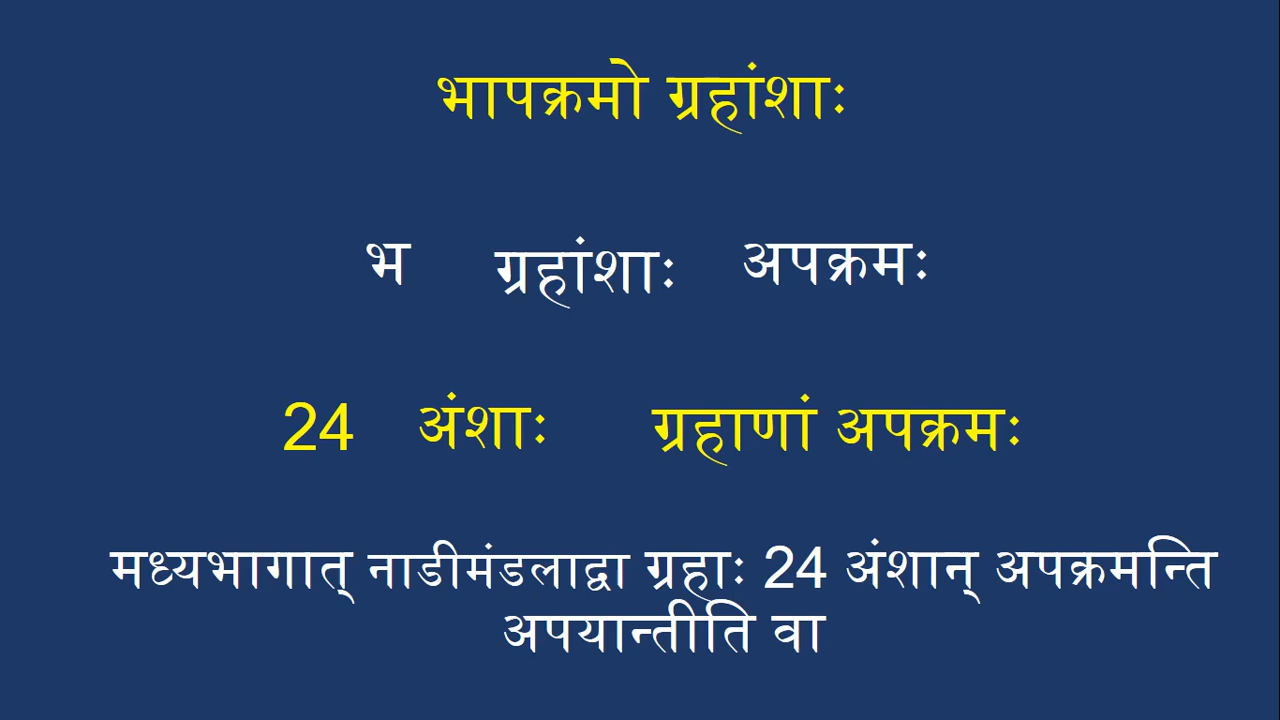 भापक्रमो ग्रहांशाः
भ ग्रहांशाः अपक्रमः
24 अंशाः ग्रहाणां अपक्रमः
मध्यभागात् नाडीमंडलाद्वा ग्रहाः 24 अंशान् अपक्रमन्ति
अपयान्तीति वा